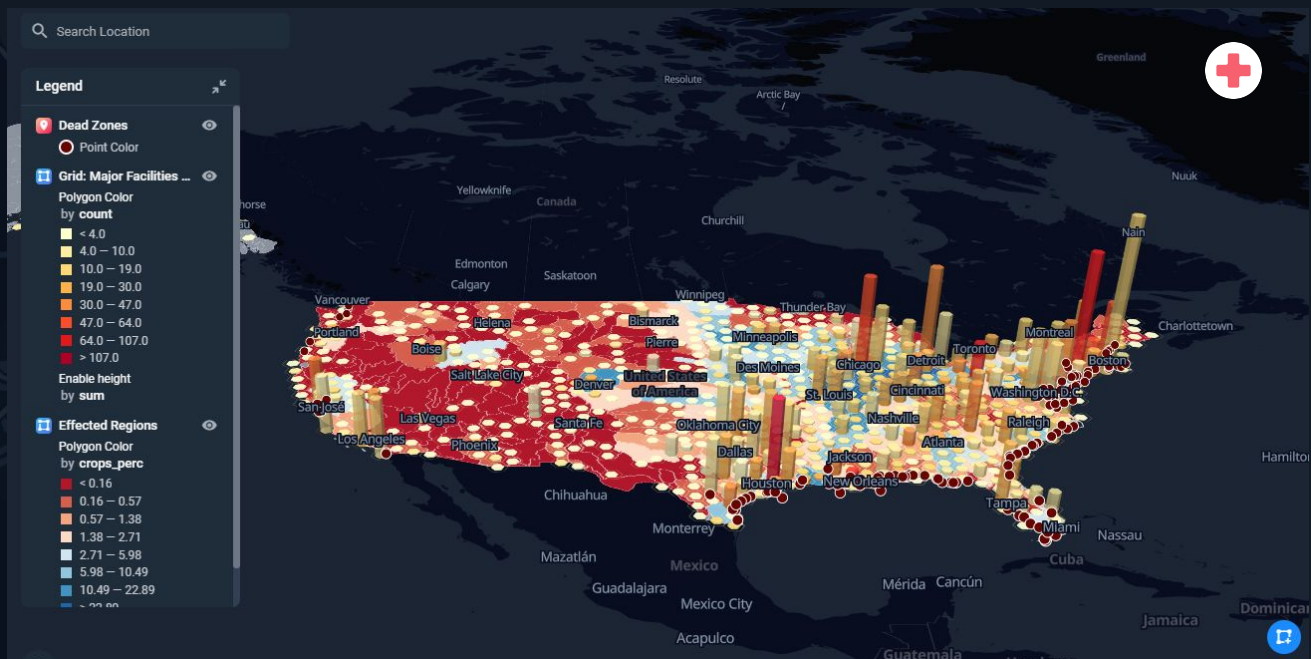 Search Location
Legend
Dead Zones
Point Color
Grid: Major Facilities ...
Polygon Color
by count
< 4.0
4.0 – 10.0
10.0 – 19.0
19.0 – 30.0
30.0 – 47.0
47.0 – 64.0
64.0 – 107.0
> 107.0
Enable height
by sum
Effected Regions
Polygon Color
by crops_perc
< 0.16
0.16 – 0.57
0.57 – 1.38
1.38 – 2.71
2.71 – 5.98
5.98 – 10.49
10.49 – 22.89
Greenland
Resolute
Arctic Bay
Nuuk
Yellowknife
Canada
Churchill
Nain
Edmonton
Saskatoon
Calgary
Vancouver
Winnipeg
Thunder Bay
Charlottetown
Portland
Helena
Bismarck
Minneapolis
Montreal
Boise
Pierre
Toronto
Salt Lake City
Des Moines
Chicago
Detroit
Boston
Denver
United States
of America
St. Louis
Cincinnati
Washington D.C.
San José
Las Vegas
Santa Fe
Oklahoma City
Nashville
Raleigh
Los Angeles
Phoenix
Dallas
Atlanta
Jackson
Houston
New Orleans
Chihuahua
Tampa
Monterrey
Miami
Nassau
Mazatlán
Mexico
Cuba
Guadalajara
Mérida
Cancún
Mexico City
Jamaica
Acapulco
Guatemala